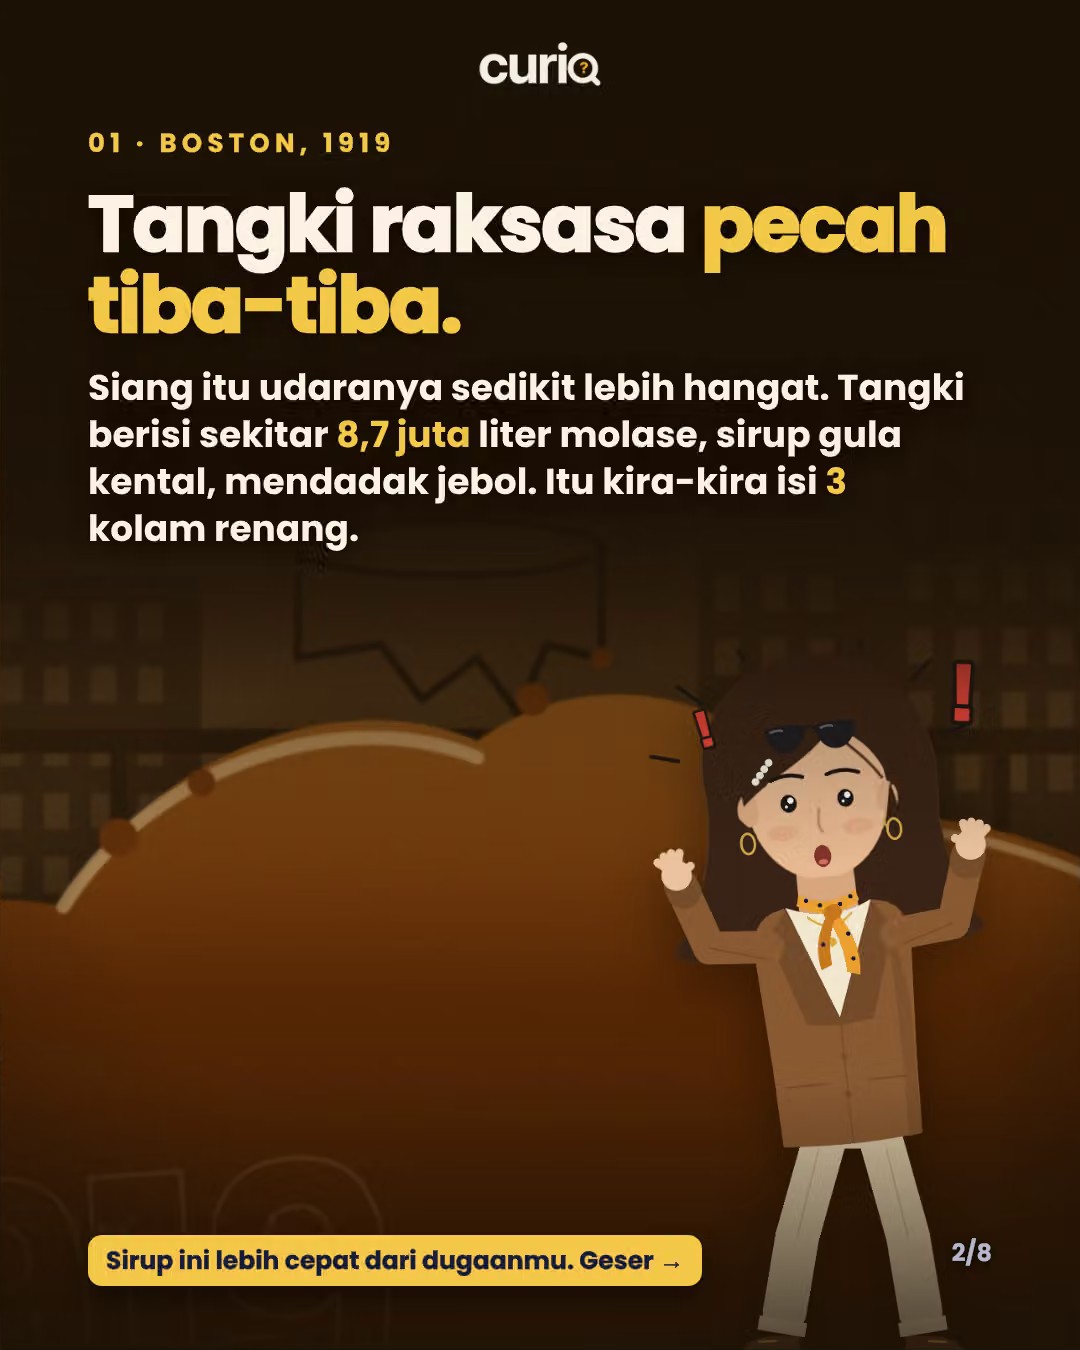 curiQ
01 · BOSTON, 1919
Tangki raksasa pecah
tiba-tiba.
Siang itu udaranya sedikit lebih hangat. Tangki
berisi sekitar 8,7 juta liter molase, sirup gula
kental, mendadak jebol. Itu kira-kira isi 3
kolam renang.
!
!
Sirup ini lebih cepat dari dugaanmu. Geser →
2/8